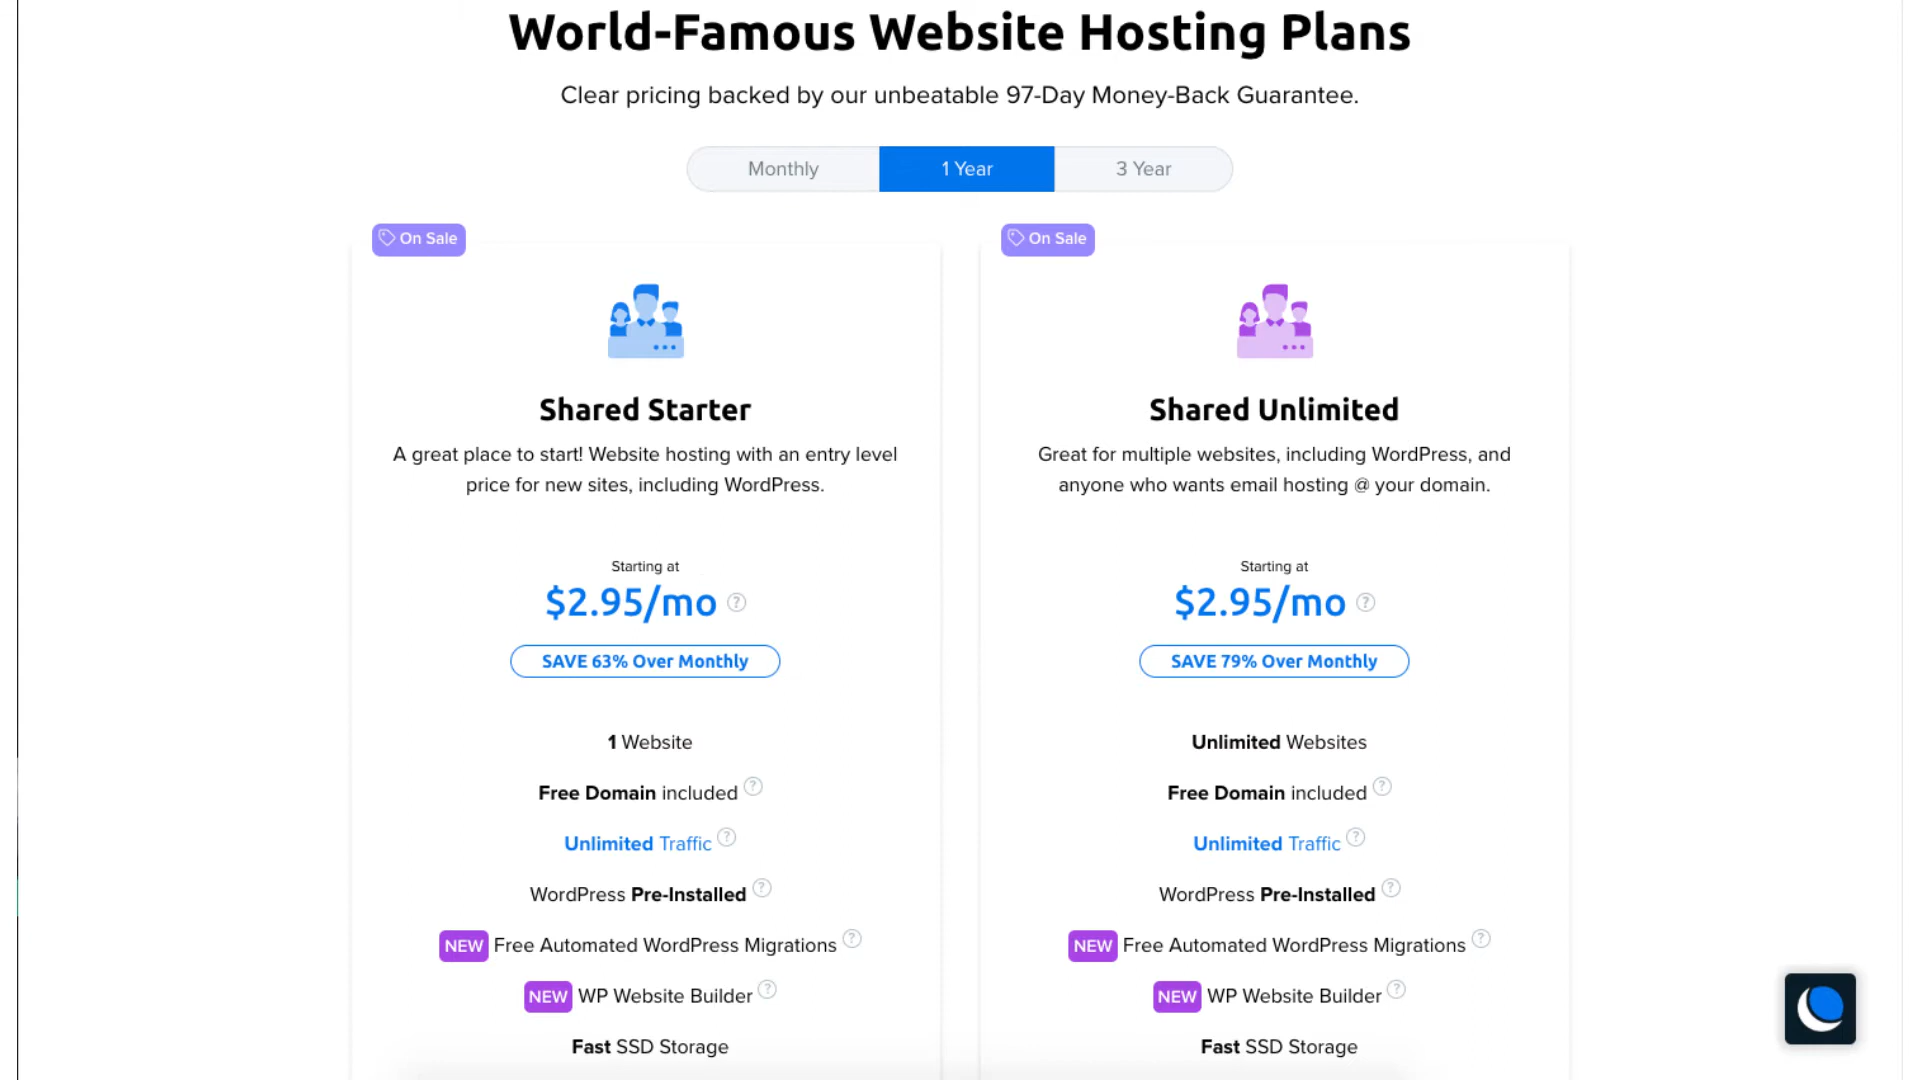 World-Famous Website Hosting Plans
Clear pricing backed by our unbeatable 97-Day Money-Back Guarantee.
Monthly
1 Year
3 Year
On Sale
Shared Starter
A great place to start! Website hosting with an entry level
price for new sites, including WordPress.
Starting at
$2.95/mo ?
SAVE 63% Over Monthly
1 Website
Free Domain included ?
Unlimited Traffic ?
WordPress Pre-Installed ?
NEW Free Automated WordPress Migrations ?
NEW WP Website Builder ?
Fast SSD Storage
On Sale
Shared Unlimited
Great for multiple websites, including WordPress, and
anyone who wants email hosting @ your domain.
Starting at
$2.95/mo ?
SAVE 79% Over Monthly
Unlimited Websites
Free Domain included ?
Unlimited Traffic ?
WordPress Pre-Installed ?
NEW Free Automated WordPress Migrations ?
NEW WP Website Builder ?
Fast SSD Storage